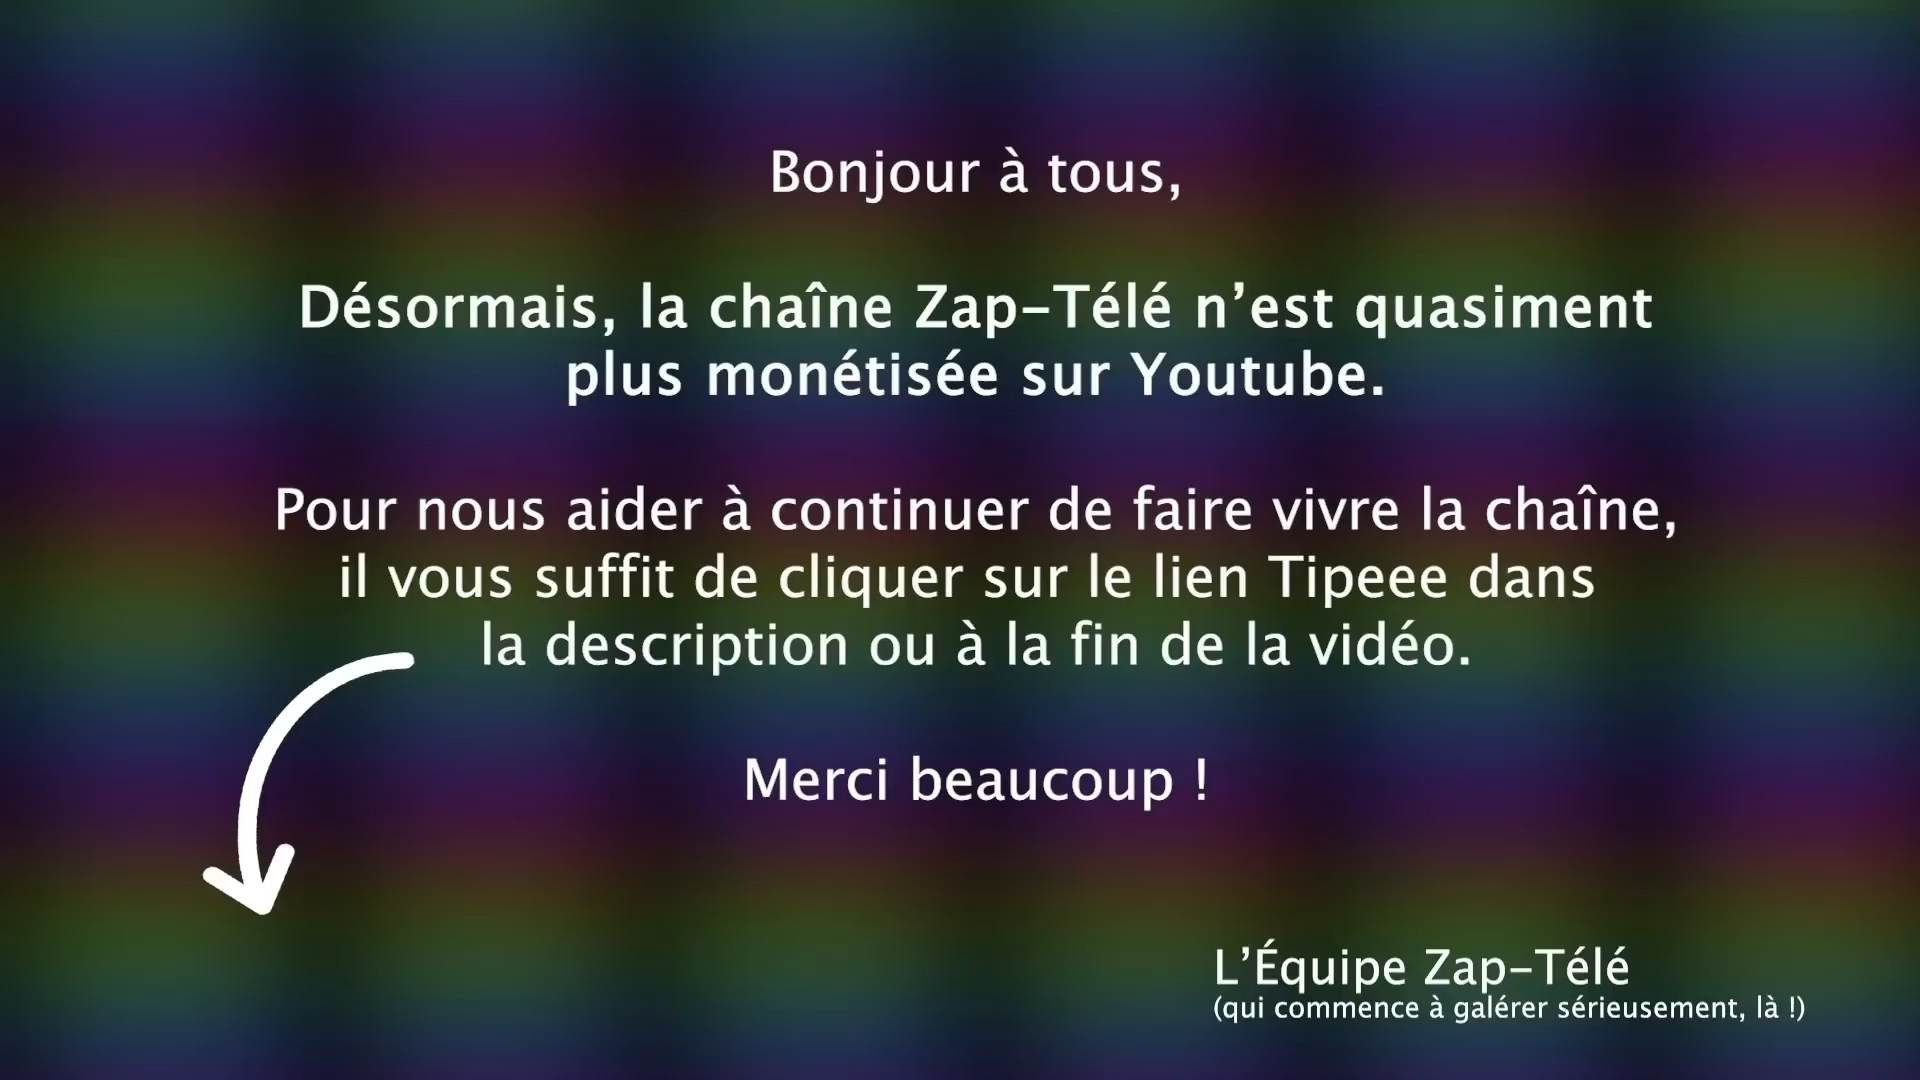 Bonjour à tous,
Désormais, la chaîne Zap-Télé n’est quasiment
plus monétisée sur Youtube.
Pour nous aider à continuer de faire vivre la chaîne,
il vous suffit de cliquer sur le lien Tipeee dans
la description ou à la fin de la vidéo.
Merci beaucoup !
L’Équipe Zap-Télé
(qui commence à galérer sérieusement, là !)